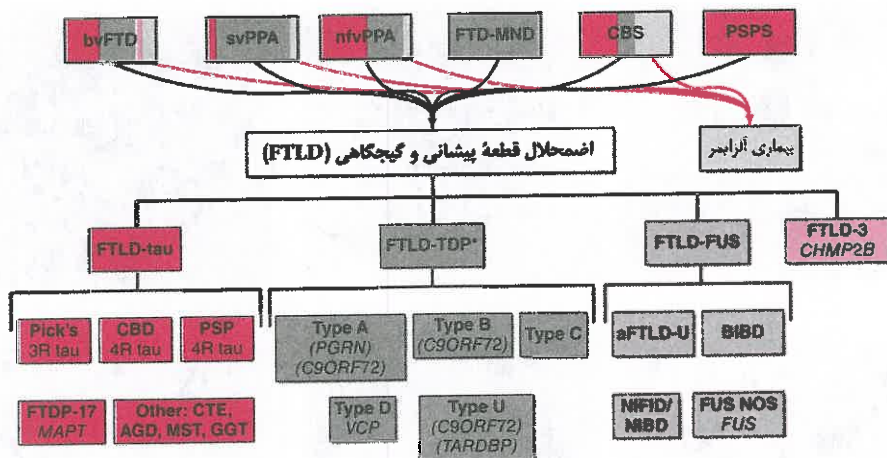 bvFTD
svPPA
nfvPPA
FTD-MND
CBS
PSPS
اضمحلال قطعهٔ پیشانی و گیجگاهی (FTLD)
بیماری آلزایمر
FTLD-tau
FTLD-TDP*
FTLD-FUS
FTLD-3
CHMP2B
Pick's
3R tau
CBD
4R tau
PSP
4R tau
Type A
(PGRN)
(C9ORF72)
Type B
(C9ORF72)
Type C
aFTLD-U
BIBD
FTDP-17
MAPT
Other: CTE,
AGD, MST, GGT
Type D
VCP
Type U
(C9ORF72)
(TARDBP)
NIFID/
NIBD
FUS NOS
FUS